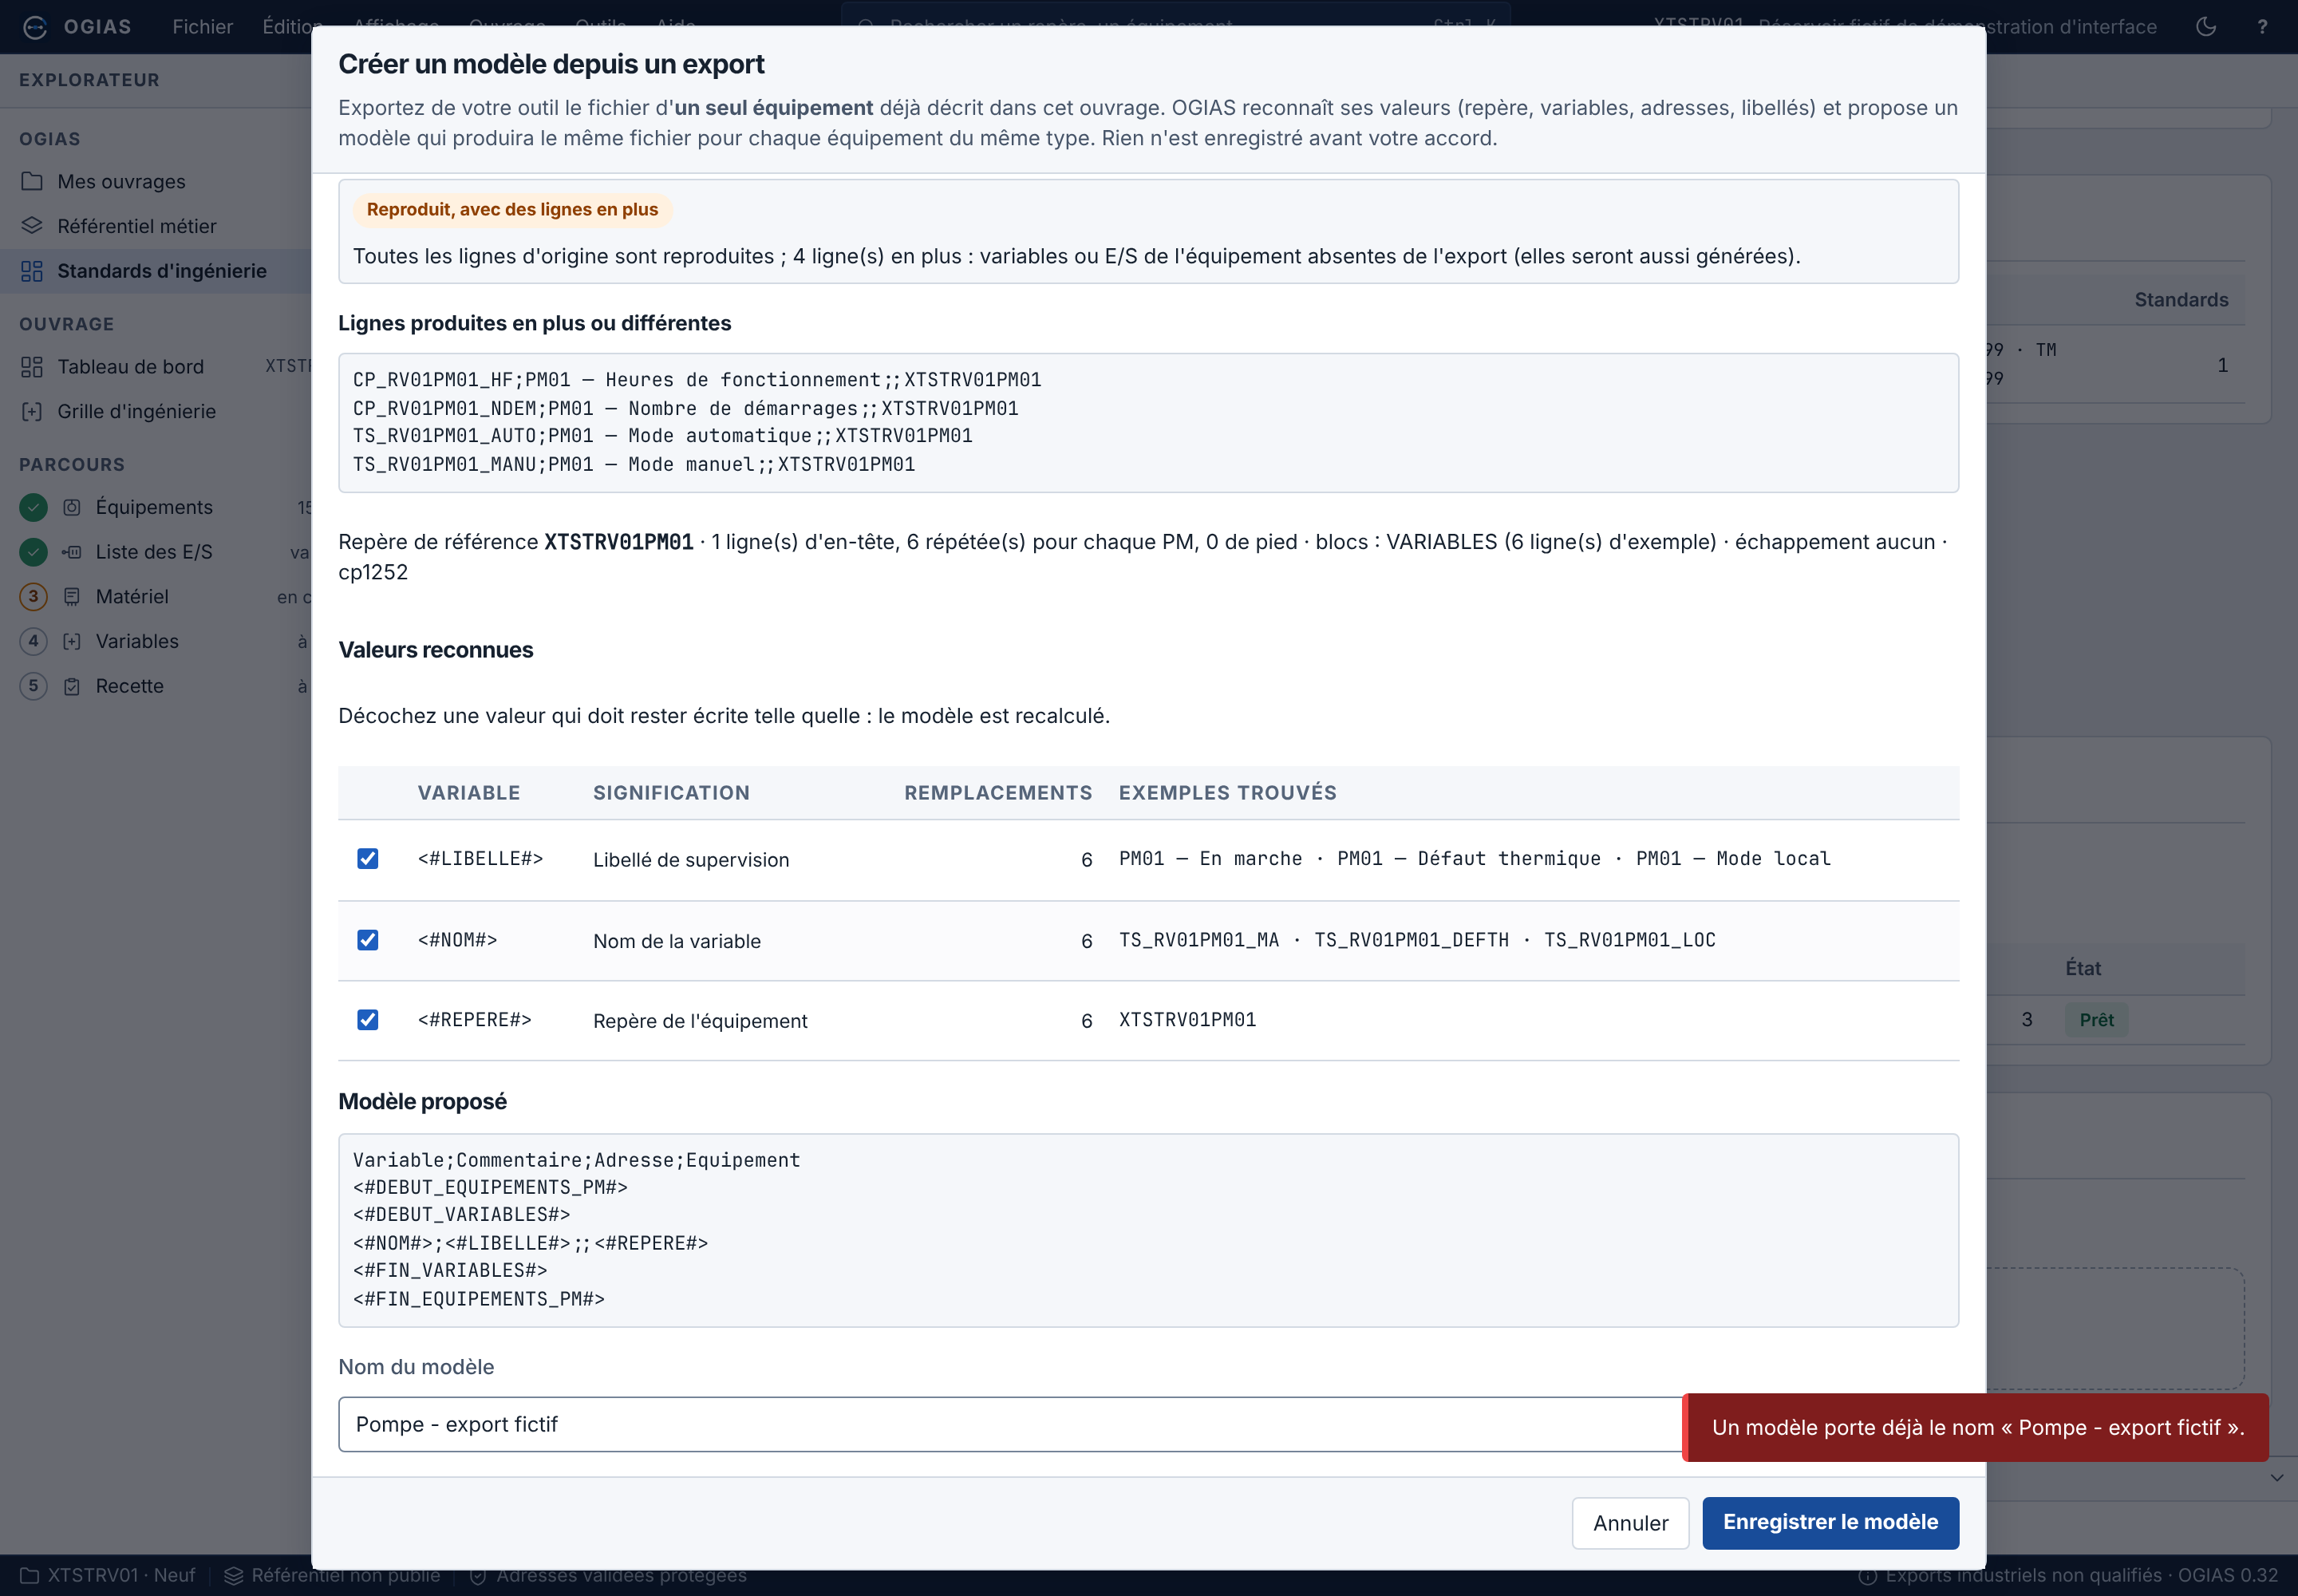 OGIAS
Fichier
XTSTRV01
?
EXPLORATEUR
OGIAS
Mes ouvrages
Référentiel métier
Standards d'ingénierie
OUVRAGE
Tableau de bord
Grille d'ingénierie
PARCOURS
Équipements
Liste des E/S
3 Matériel
4 Variables à
5 Recette à
Créer un modèle depuis un export
Exportez de votre outil le fichier d'un seul équipement déjà décrit dans cet ouvrage. OGIAS reconnaît ses valeurs (repère, variables, adresses, libellés) et propose un
modèle qui produira le même fichier pour chaque équipement du même type. Rien n'est enregistré avant votre accord.
Reproduit, avec des lignes en plus
Toutes les lignes d'origine sont reproduites ; 4 ligne(s) en plus : variables ou E/S de l'équipement absentes de l'export (elles seront aussi générées).
Lignes produites en plus ou différentes
CP_RV01PM01_HF;PM01 — Heures de fonctionnement;;XTSTRV01PM01
CP_RV01PM01_NDEM;PM01 — Nombre de démarrages;;XTSTRV01PM01
TS_RV01PM01_AUTO;PM01 — Mode automatique;;XTSTRV01PM01
TS_RV01PM01_MANU;PM01 — Mode manuel;;XTSTRV01PM01
Repère de référence XTSTRV01PM01 · 1 ligne(s) d'en-tête, 6 répétée(s) pour chaque PM, 0 de pied · blocs : VARIABLES (6 ligne(s) d'exemple) · échappement aucun ·
cp1252
Valeurs reconnues
Décochez une valeur qui doit rester écrite telle quelle : le modèle est recalculé.
VARIABLE SIGNIFICATION REMPLACEMENTS EXEMPLES TROUVÉS
<#LIBELLE#> Libellé de supervision 6 PM01 — En marche · PM01 — Défaut thermique · PM01 — Mode local
<#NOM#> Nom de la variable 6 TS_RV01PM01_MA · TS_RV01PM01_DEFTH · TS_RV01PM01_LOC
<#REPERE#> Repère de l'équipement 6 XTSTRV01PM01
Modèle proposé
Variable;Commentaire;Adresse;Equipement
<#DEBUT_EQUIPEMENTS_PM#>
<#DEBUT_VARIABLES#>
<#NOM#>;<#LIBELLE#>;;<#REPERE#>
<#FIN_VARIABLES#>
<#FIN_EQUIPEMENTS_PM#>
Nom du modèle
Pompe - export fictif
Un modèle porte déjà le nom « Pompe - export fictif ».
Annuler
Enregistrer le modèle
d'interface
Standards
· TM
1
État
3 Prêt
XTSTRV01 · Neuf
Référentiel non publié
Adresses validées protégées
Exports industriels non qualifiés · OGIAS 0.32